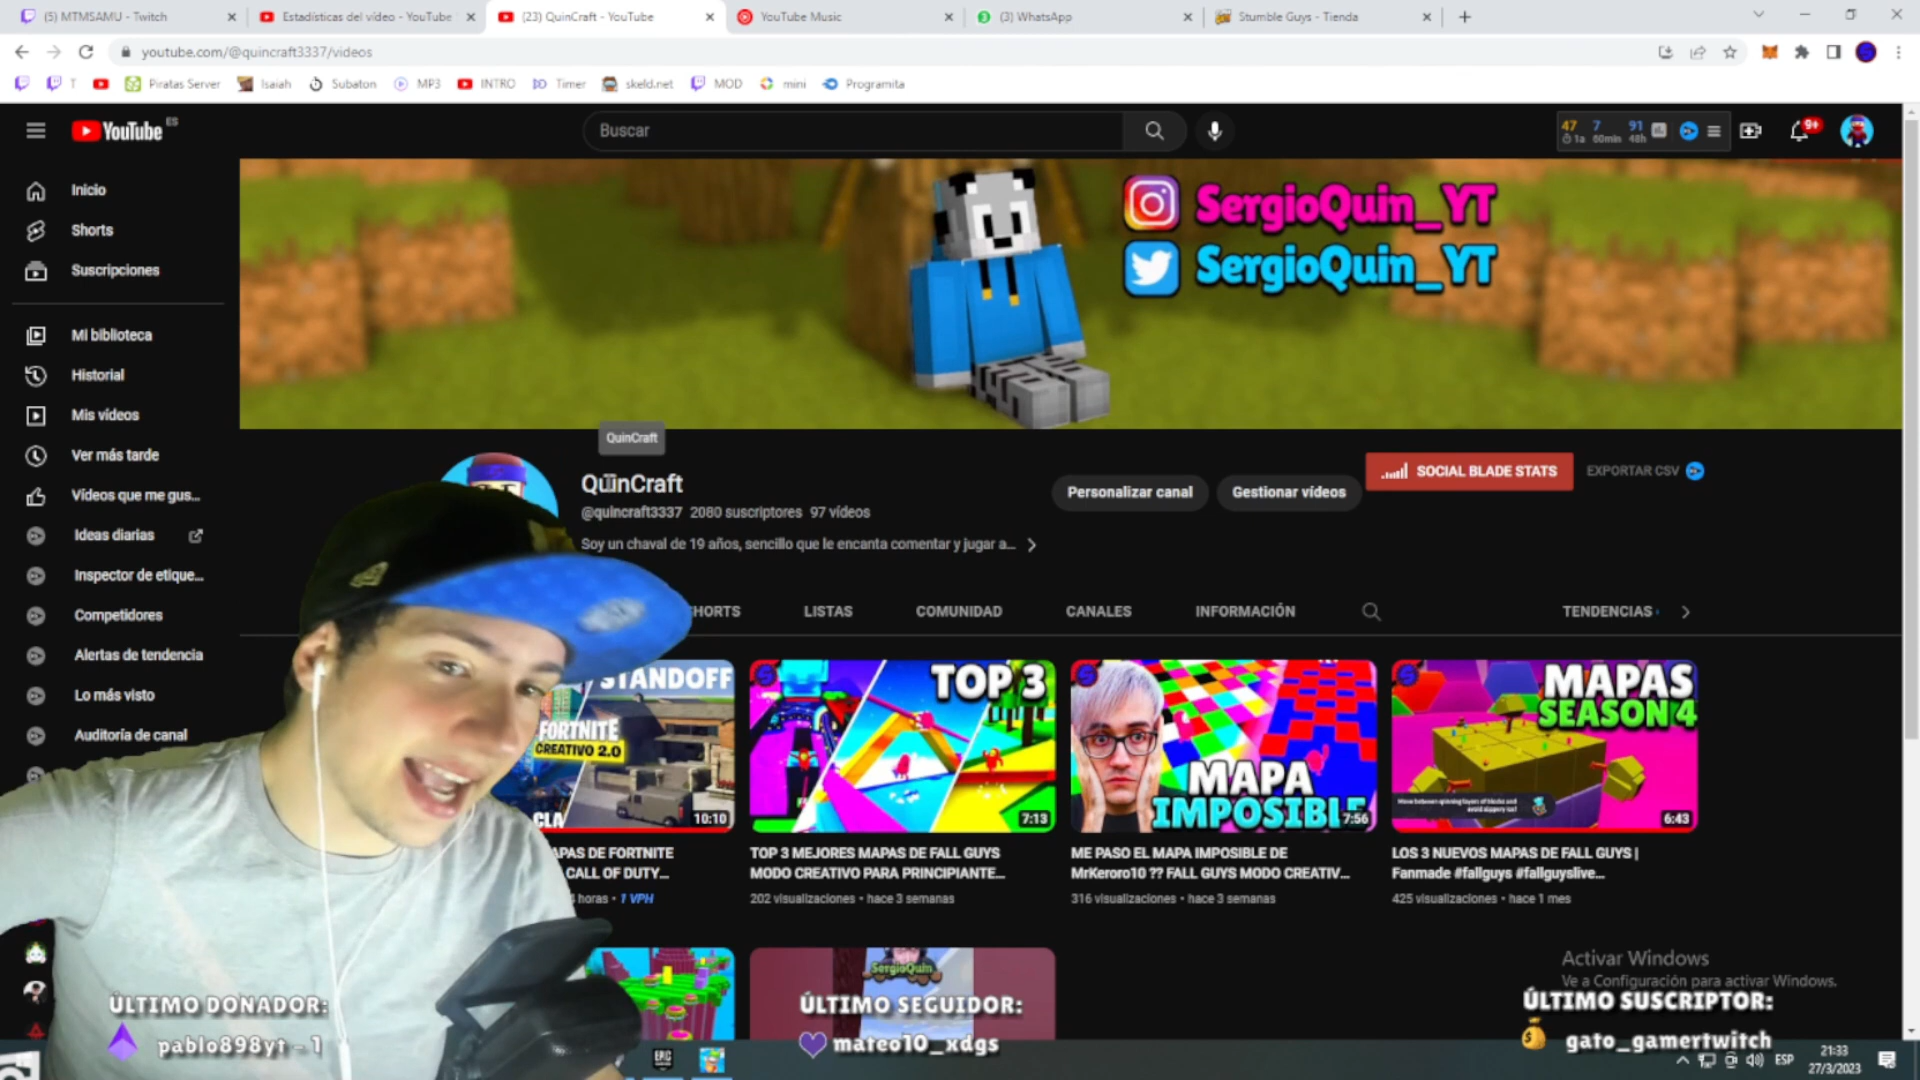 (5) MTMSAMU - Twitch
Estadísticas del vídeo - YouTube
(23) QuinCraft - YouTube
YouTube Music
(3) WhatsApp
Stumble Guys - Tienda
youtube.com/@quincraft3337/videos
T
Piratas Server
Isaiah
Subaton
MP3
INTRO
Timer
skeld.net
MOD
mini
Programita
YouTube ES
Buscar
47 7 91
1a 60min 48h
9+
Inicio
Shorts
Suscripciones
Mi biblioteca
Historial
Mis vídeos
Ver más tarde
Vídeos que me gus...
Ideas diarias
Inspector de etique...
Competidores
Alertas de tendencia
Lo más visto
Auditoría de canal
SergioQuin_YT
SergioQuin_YT
QuinCraft
QuinCraft
@quincraft3337 2080 suscriptores 97 vídeos
Soy un chaval de 19 años, sencillo que le encanta comentar y jugar a...
Personalizar canal
Gestionar vídeos
SOCIAL BLADE STATS
EXPORTAR CSV
HORTS
LISTAS
COMUNIDAD
CANALES
INFORMACIÓN
TENDENCIAS
STANDOFF
FORTNITE
CREATIVO 2.0
CLA
10:10
TOP 3
7:13
MAPA
IMPOSIBLE
7:56
MAPAS
SEASON 4
6:43
APAS DE FORTNITE
CALL OF DUTY...
horas • 1 VPH
TOP 3 MEJORES MAPAS DE FALL GUYS
MODO CREATIVO PARA PRINCIPIANTE...
202 visualizaciones • hace 3 semanas
ME PASO EL MAPA IMPOSIBLE DE
MrKeroro10 ?? FALL GUYS MODO CREATIV...
316 visualizaciones • hace 3 semanas
LOS 3 NUEVOS MAPAS DE FALL GUYS |
Fanmade #fallguys #fallguyslive...
425 visualizaciones • hace 1 mes
SergioQuin
Activar Windows
Ve a Configuración para activar Windows.
ÚLTIMO DONADOR:
pablo898yt - 1
ÚLTIMO SEGUIDOR:
mateo10_xdgs
ÚLTIMO SUSCRIPTOR:
gato_gamertwitch
EPIC
ESP
21:33
27/3/2023